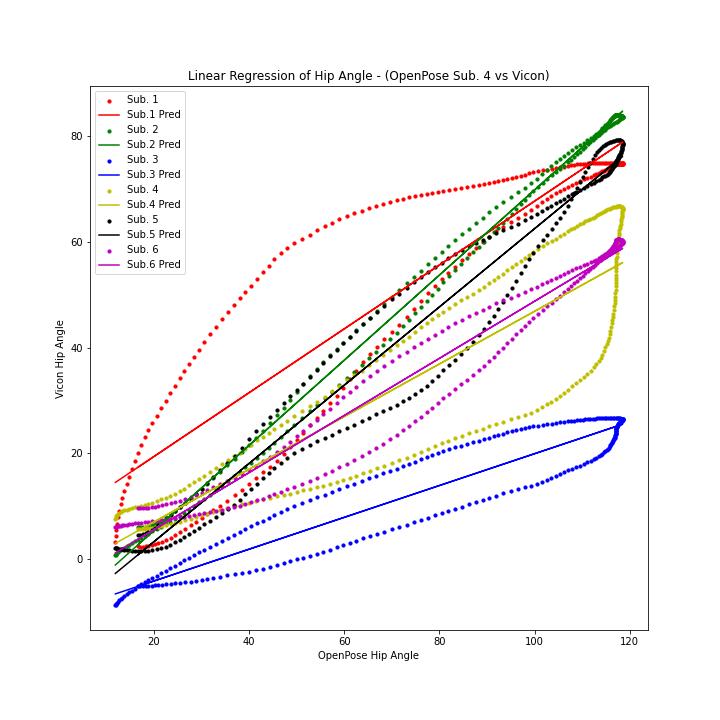 Linear Regression of Hip Angle - (OpenPose Sub. 4 vs Vicon)
Sub. 1
Sub.1 Pred
Sub. 2
Sub.2 Pred
Sub. 3
Sub.3 Pred
Sub. 4
Sub.4 Pred
Sub. 5
Sub.5 Pred
Sub. 6
Sub.6 Pred
80
60
40
20
0
Vicon Hip Angle
20 40 60 80 100 120
OpenPose Hip Angle